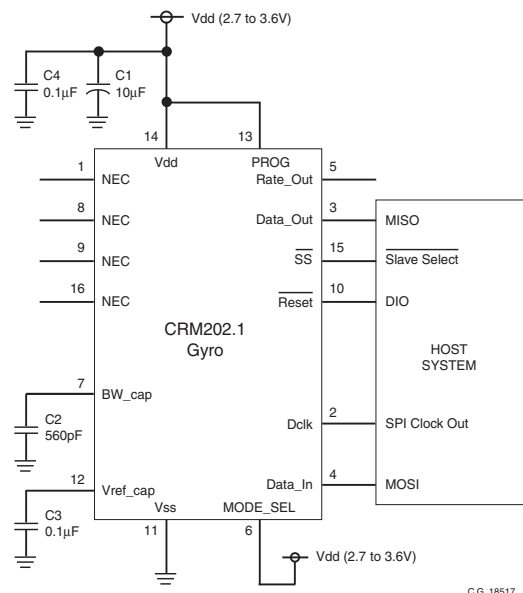 Vdd (2.7 to 3.6V)
C4
0.1µF
C1
10µF
14
13
Vdd
PROG
1
NEC
Rate_Out
5
8
NEC
Data_Out
3
MISO
9
NEC
SS
15
Slave Select
16
NEC
Reset
10
DIO
CRM202.1
Gyro
HOST
SYSTEM
7
BW_cap
C2
560pF
Dclk
2
SPI Clock Out
12
Vref_cap
Data_In
4
MOSI
C3
0.1µF
Vss
MODE_SEL
11
6
Vdd (2.7 to 3.6V)
C.G. 18517